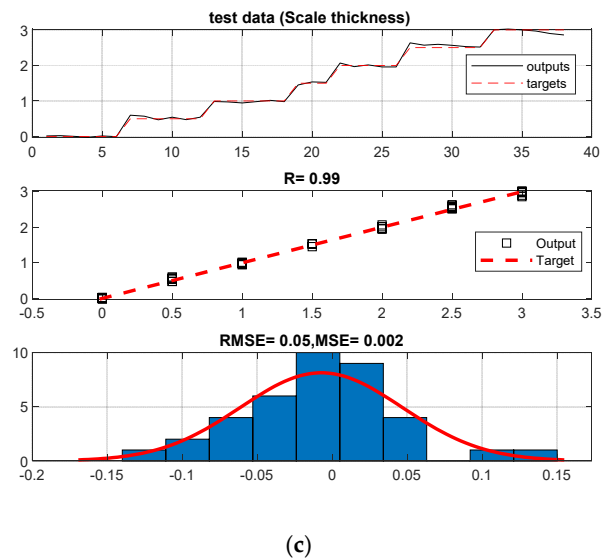 test data (Scale thickness)
3
2
1
0
outputs
targets
0 5 10 15 20 25 30 35 40
R= 0.99
3
2
1
0
Output
Target
-0.5 0 0.5 1 1.5 2 2.5 3 3.5
RMSE= 0.05,MSE= 0.002
10
5
0
-0.2 -0.15 -0.1 -0.05 0 0.05 0.1 0.15
(c)